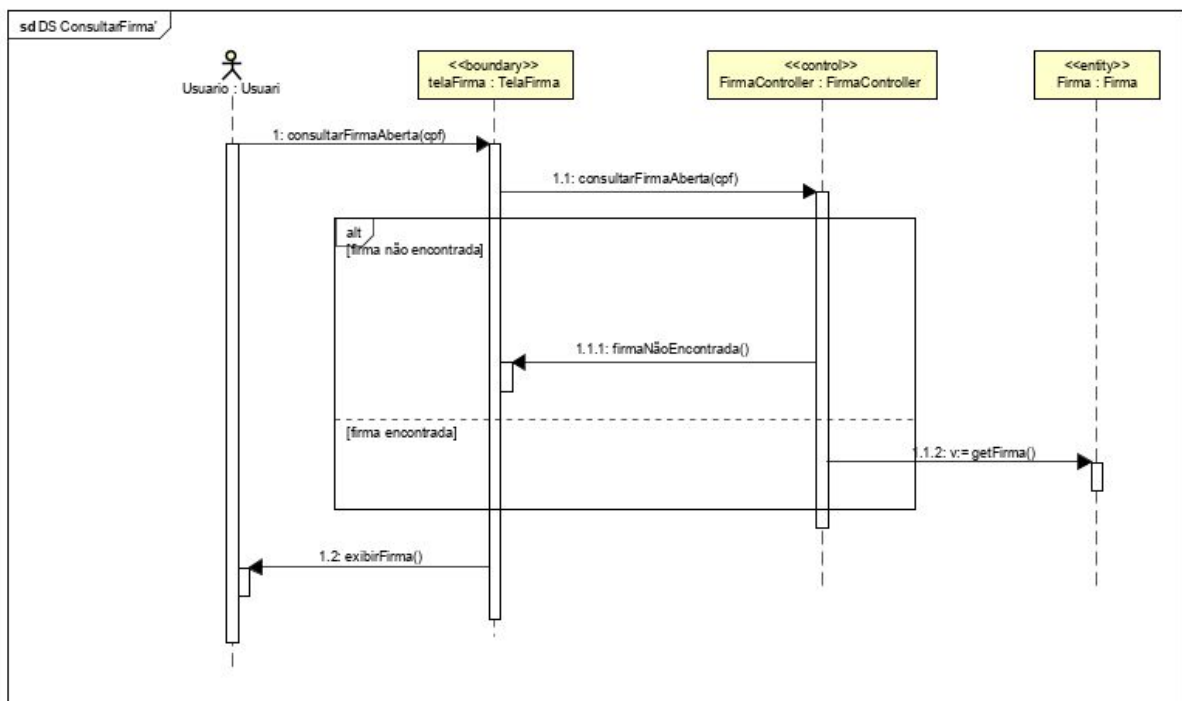 sd DS ConsultarFirma'
<<boundary>>
telaFirma : TelaFirma
<<control>>
FirmaController : FirmaController
<<entity>>
Firma : Firma
Usuario : Usuari
1: consultarFirmaAberta(cpf)
1.1: consultarFirmaAberta(cpf)
alt
[firma não encontrada]
1.1.1: firmaNãoEncontrada()
[firma encontrada]
1.1.2: v:= getFirma()
1.2: exibirFirma()